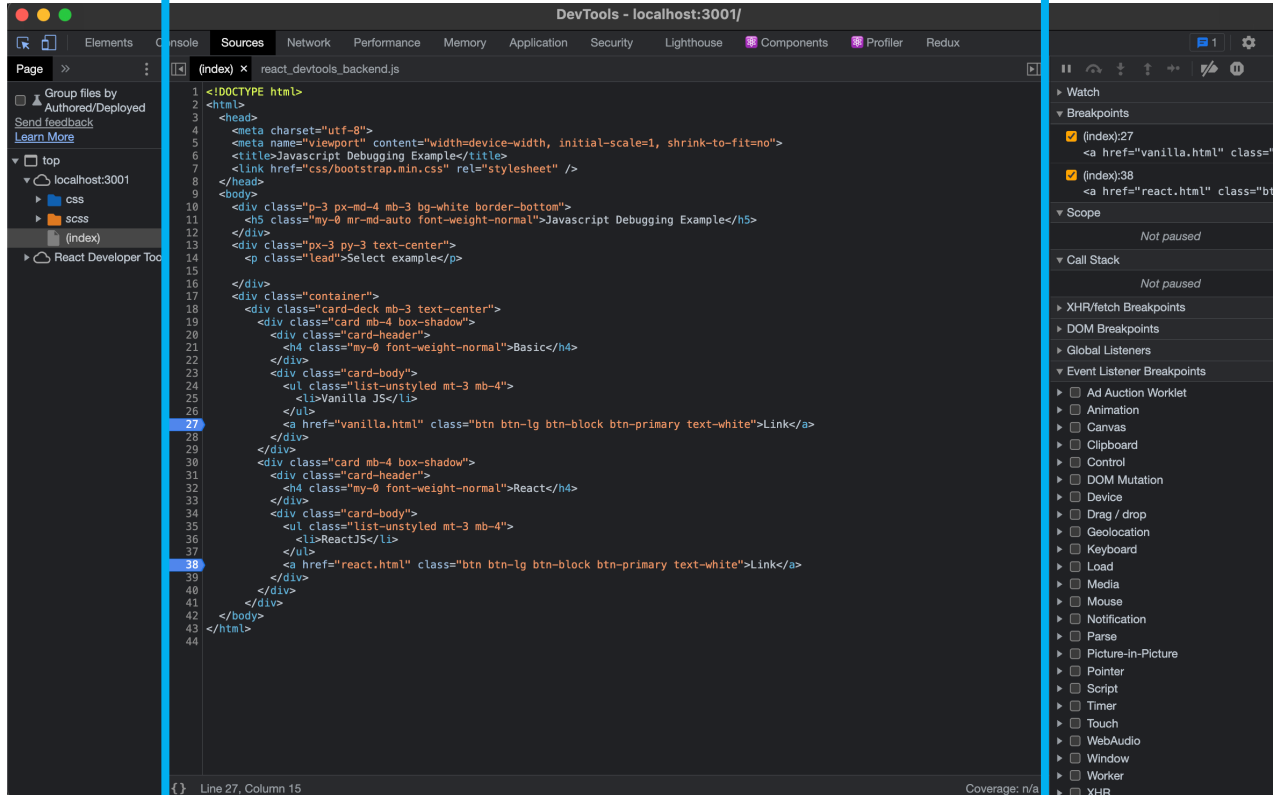 DevTools - localhost:3001/
Elements Console Sources Network Performance Memory Application Security Lighthouse Components Profiler Redux 1
Page »
Group files by
Authored/Deployed
Send feedback
Learn More
top
localhost:3001
css
scss
(index)
React Developer Too
(index) × react_devtools_backend.js
1 <!DOCTYPE html>
2 <html>
3 <head>
4 <meta charset="utf-8">
5 <meta name="viewport" content="width=device-width, initial-scale=1, shrink-to-fit=no">
6 <title>Javascript Debugging Example</title>
7 <link href="css/bootstrap.min.css" rel="stylesheet" />
8 </head>
9 <body>
10 <div class="p-3 px-md-4 mb-3 bg-white border-bottom">
11 <h5 class="my-0 mr-md-auto font-weight-normal">Javascript Debugging Example</h5>
12 </div>
13 <div class="px-3 py-3 text-center">
14 <p class="lead">Select example</p>
15
16 </div>
17 <div class="container">
18 <div class="card-deck mb-3 text-center">
19 <div class="card mb-4 box-shadow">
20 <div class="card-header">
21 <h4 class="my-0 font-weight-normal">Basic</h4>
22 </div>
23 <div class="card-body">
24 <ul class="list-unstyled mt-3 mb-4">
25 <li>Vanilla JS</li>
26 </ul>
27 <a href="vanilla.html" class="btn btn-lg btn-block btn-primary text-white">Link</a>
28 </div>
29 </div>
30 <div class="card mb-4 box-shadow">
31 <div class="card-header">
32 <h4 class="my-0 font-weight-normal">React</h4>
33 </div>
34 <div class="card-body">
35 <ul class="list-unstyled mt-3 mb-4">
36 <li>ReactJS</li>
37 </ul>
38 <a href="react.html" class="btn btn-lg btn-block btn-primary text-white">Link</a>
39 </div>
40 </div>
41 </div>
42 </body>
43 </html>
44
{} Line 27, Column 15 Coverage: n/a
Watch
Breakpoints
(index):27
<a href="vanilla.html" class="
(index):38
<a href="react.html" class="bt
Scope
Not paused
Call Stack
Not paused
XHR/fetch Breakpoints
DOM Breakpoints
Global Listeners
Event Listener Breakpoints
Ad Auction Worklet
Animation
Canvas
Clipboard
Control
DOM Mutation
Device
Drag / drop
Geolocation
Keyboard
Load
Media
Mouse
Notification
Parse
Picture-in-Picture
Pointer
Script
Timer
Touch
WebAudio
Window
Worker
XHR